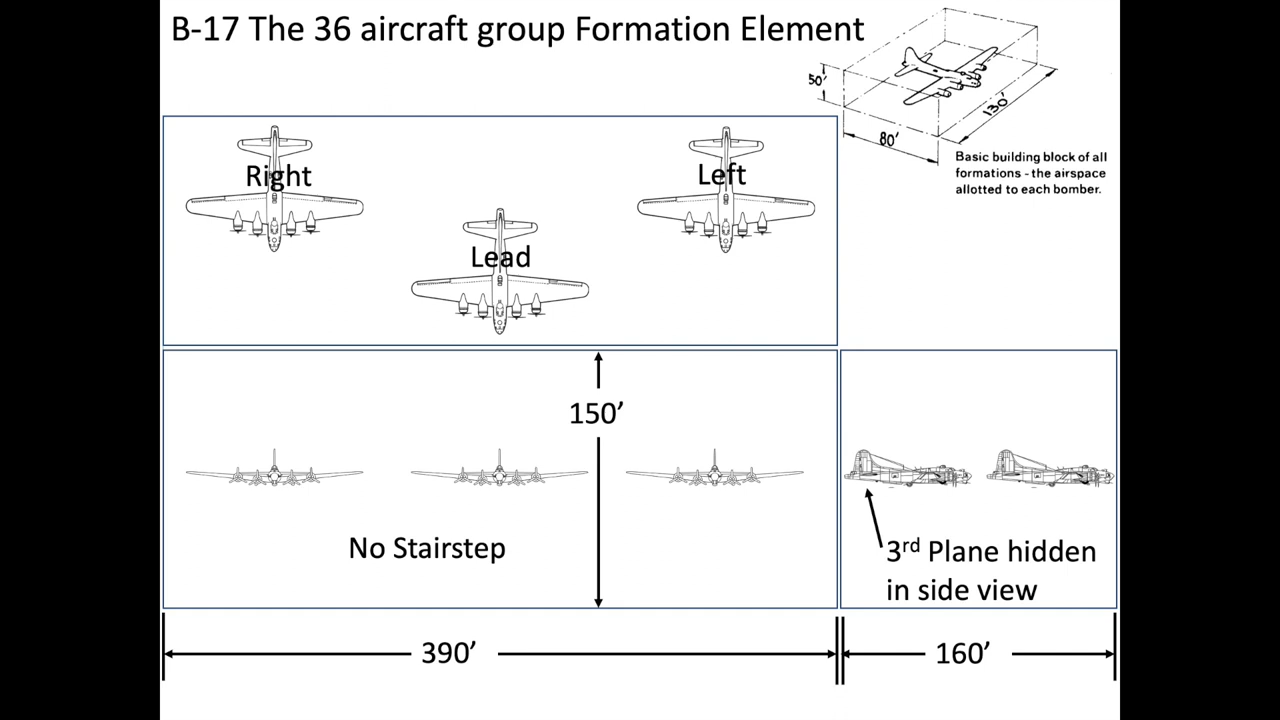 B-17 The 36 aircraft group Formation Element
50'
130'
80'
Basic building block of all
formations - the airspace
allotted to each bomber.
Right
Left
Lead
150’
No Stairstep
3rd Plane hidden
in side view
390’
160’